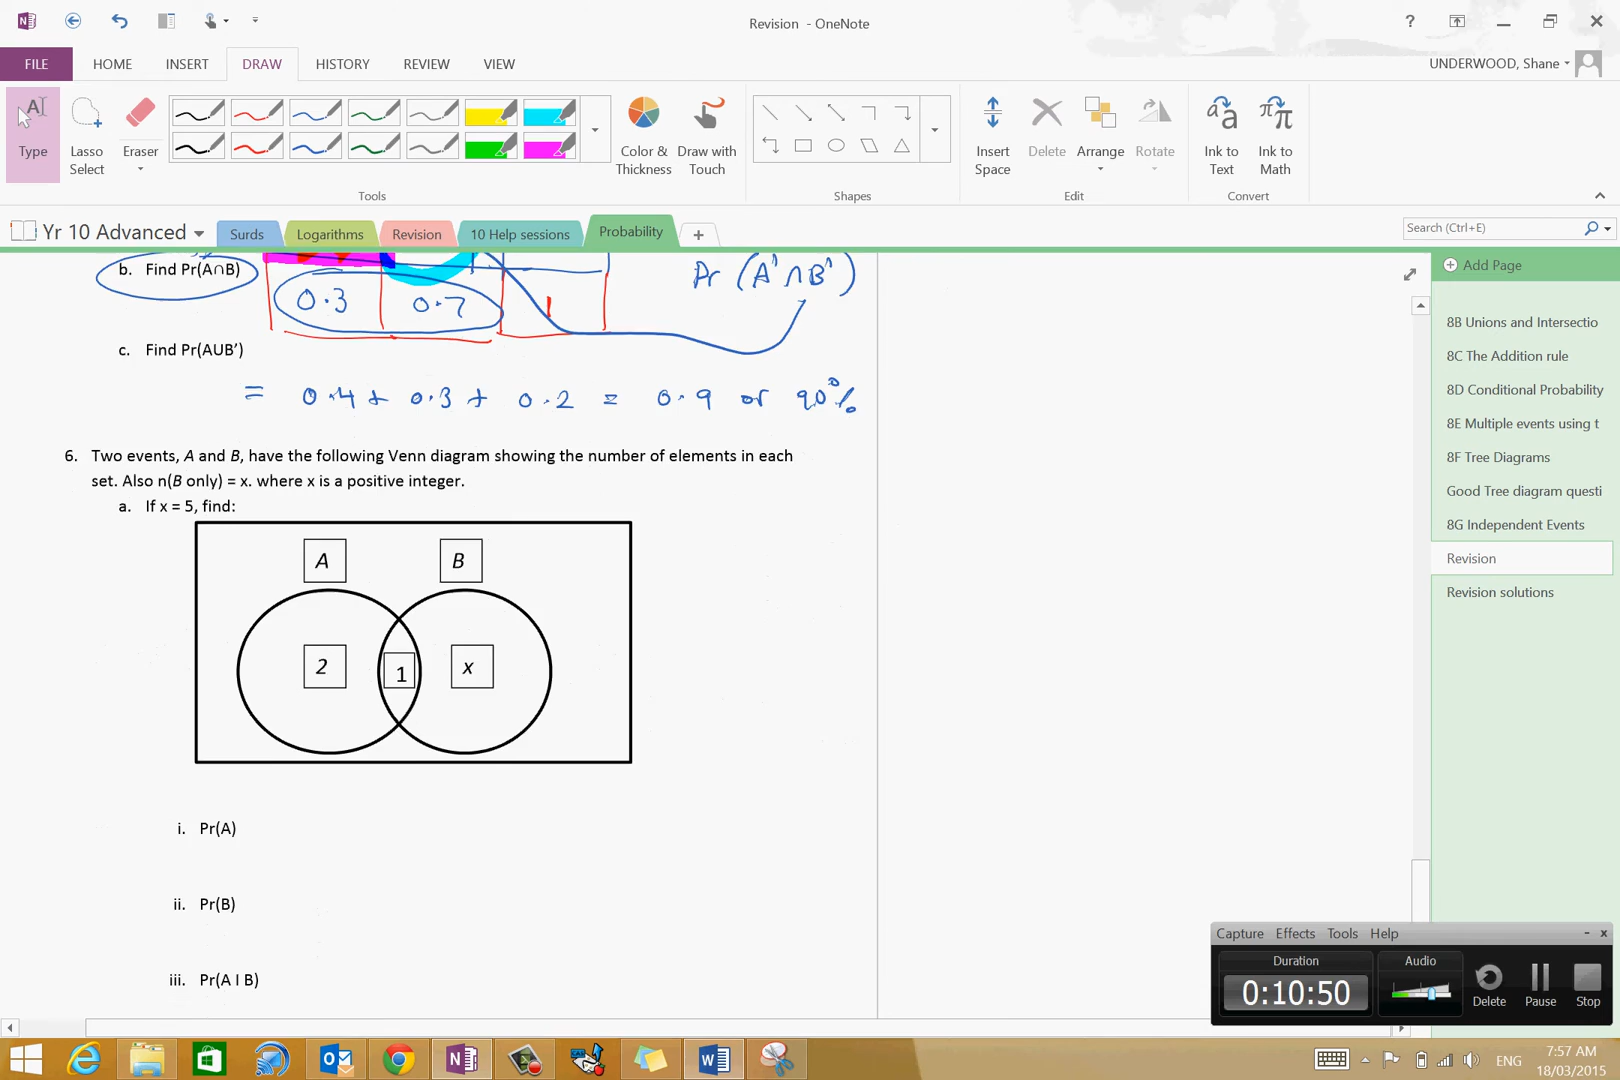 Revision - OneNote
?
FILE HOME INSERT DRAW HISTORY REVIEW VIEW
UNDERWOOD, Shane
Type
Lasso Select
Eraser
Color & Thickness
Draw with Touch
Insert Space
Delete
Arrange
Rotate
Ink to Text
Ink to Math
Tools Shapes Edit Convert
Yr 10 Advanced
Surds Logarithms Revision 10 Help sessions Probability +
Search (Ctrl+E)
Add Page
8B Unions and Intersectio
8C The Addition rule
8D Conditional Probability
8E Multiple events using t
8F Tree Diagrams
Good Tree diagram questi
8G Independent Events
Revision
Revision solutions
b. Find Pr(A∩B)
Pr (A' ∩ B')
0.3 0.7 1
c. Find Pr(AUB’)
= 0.4 + 0.3 + 0.2 = 0.9 or 90%
6. Two events, A and B, have the following Venn diagram showing the number of elements in each
set. Also n(B only) = x. where x is a positive integer.
a. If x = 5, find:
A B
2 1 x
i. Pr(A)
ii. Pr(B)
iii. Pr(A I B)
Capture Effects Tools Help
Duration Audio
0:10:50
Delete Pause Stop
ENG
7:57 AM
18/03/2015